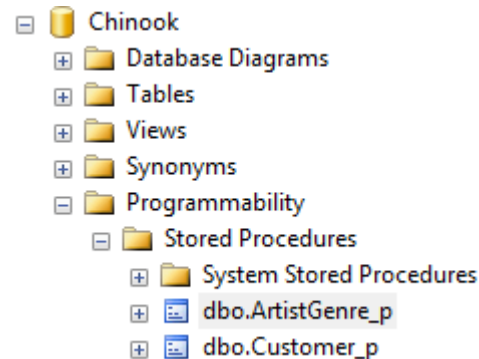 Chinook
Database Diagrams
Tables
Views
Synonyms
Programmability
Stored Procedures
System Stored Procedures
dbo.ArtistGenre_p
dbo.Customer_p